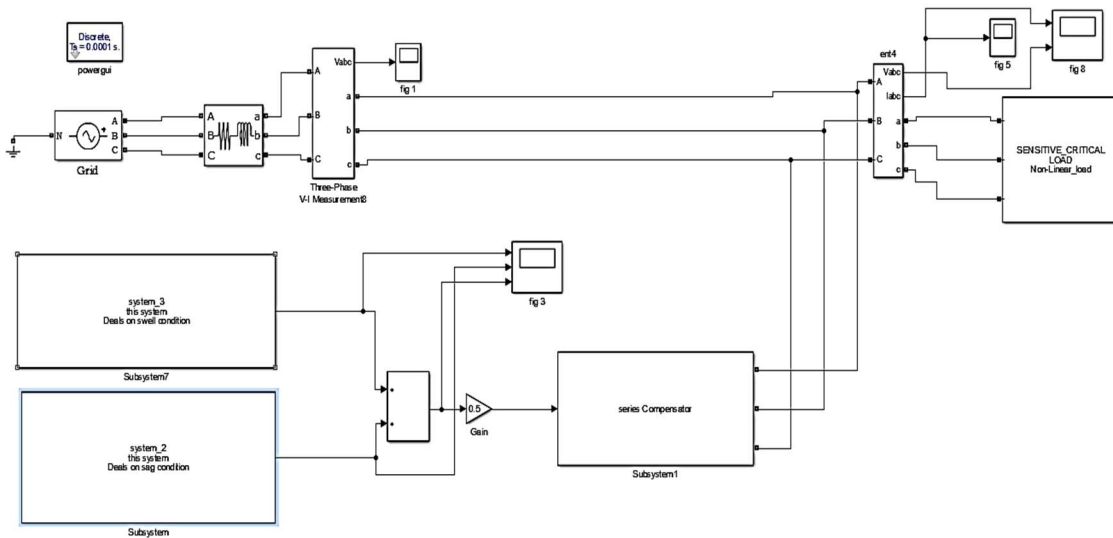 Discrete,
Ts = 0.0001 s.
powergui
N
A
B
C
Grid
A
B
C
a
b
c
A
B
C
Vabc
a
b
c
Three-Phase
V-I Measurement8
fig 1
ent4
A
B
C
Vabc
Iabc
a
b
c
fig 5
fig 8
SENSITIVE_CRITICAL
LOAD
Non-Linear_load
system_3
this system
Deals on swell condition
Subsystem7
fig 3
system_2
this system
Deals on sag condition
Subsystem
0.5
Gain
series Compensator
Subsystem1